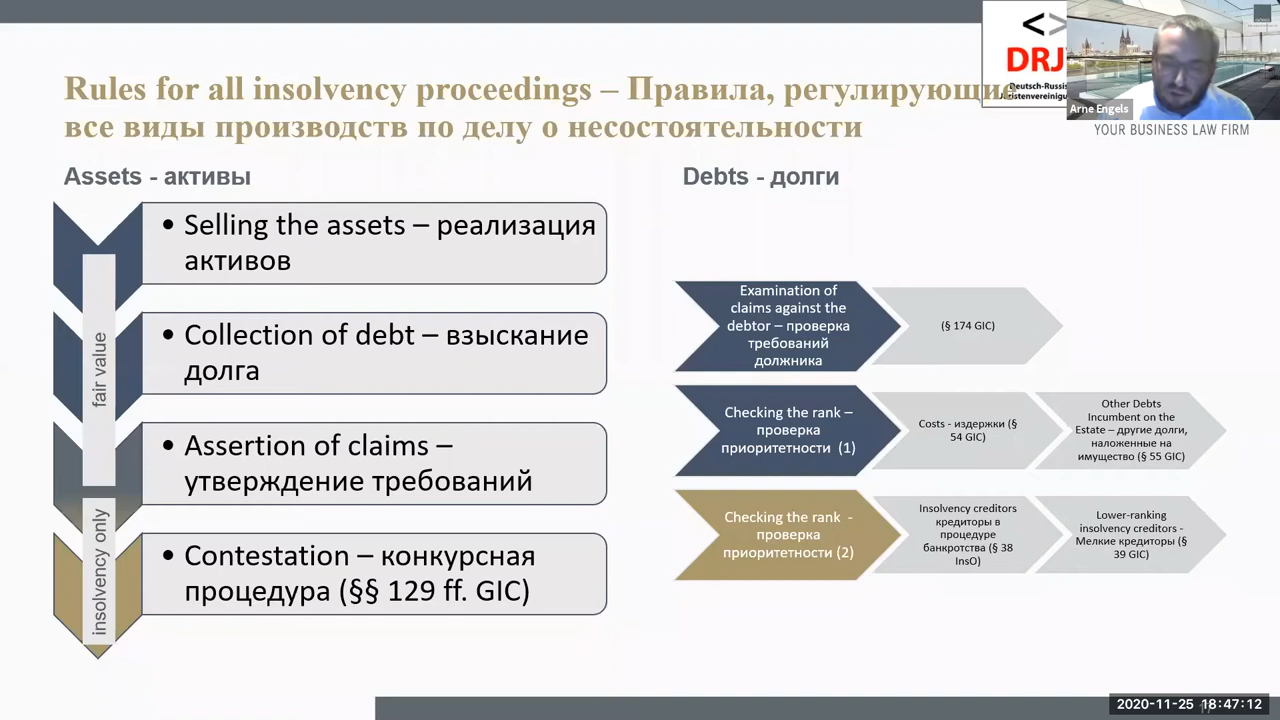 <>
DRJ
Deutsch-Russis
Arne Engels
YOUR BUSINESS LAW FIRM
Rules for all insolvency proceedings – Правила, регулирующие
все виды производств по делу о несостоятельности
Assets - активы
• Selling the assets – реализация
активов
• Collection of debt – взыскание
долга
• Assertion of claims –
утверждение требований
• Contestation – конкурсная
процедура (§§ 129 ff. GIC)
fair value
insolvency only
Debts - долги
Examination of
claims against the
debtor – проверка
требований
должника
(§ 174 GIC)
Checking the rank –
проверка
приоритетности (1)
Costs - издержки (§
54 GIC)
Other Debts
Incumbent on the
Estate – другие долги,
наложенные на
имущество (§ 55 GIC)
Checking the rank -
проверка
приоритетности (2)
Insolvency creditors
кредиторы в
процедуре
банкротства (§ 38
InsO)
Lower-ranking
insolvency creditors -
Мелкие кредиторы (§
39 GIC)
2020-11-25 18:47:12